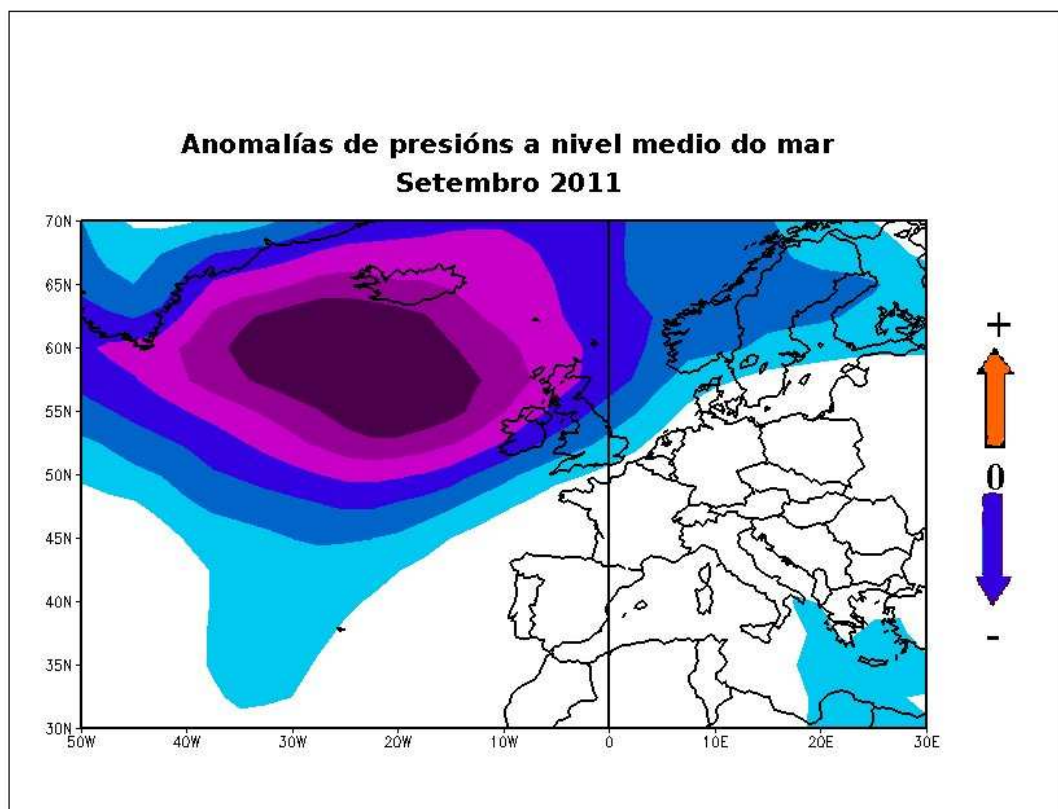 Anomalías de presións a nivel medio do mar
Setembro 2011
70N
65N
60N
55N
50N
45N
40N
35N
30N
50W 40W 30W 20W 10W 0 10E 20E 30E
+
0
-